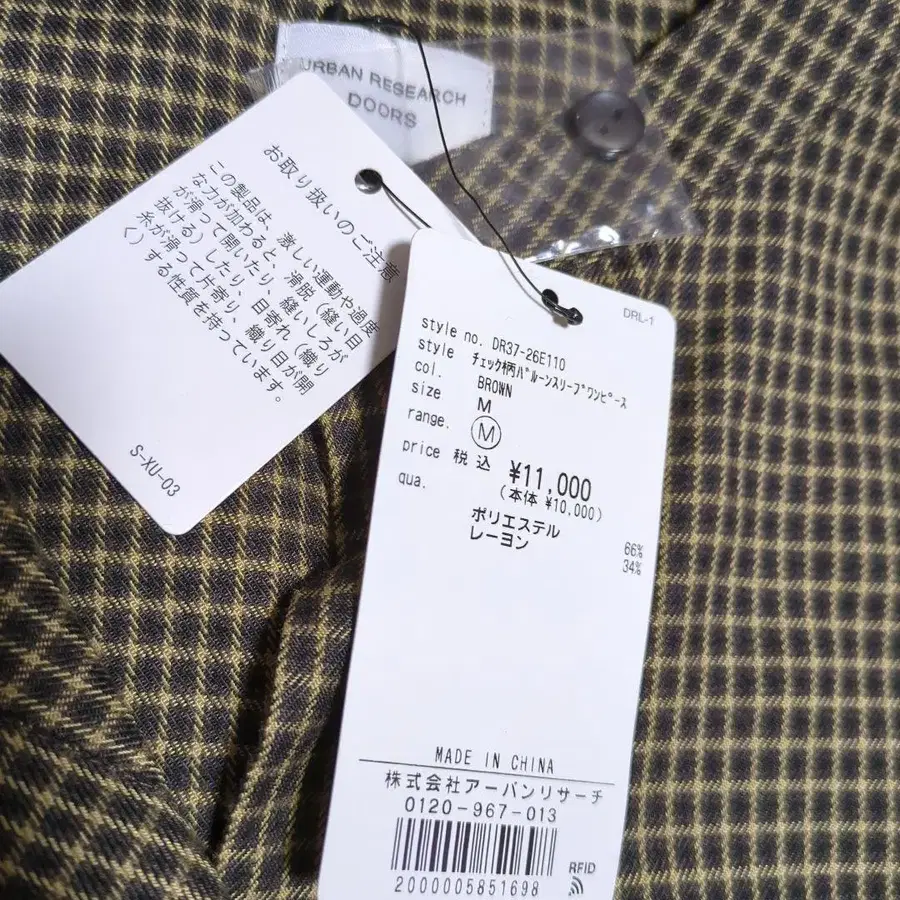 URBAN RESEARCH
DOORS
お取り扱いのご注意
この製品は、激しい運動や過度
な力が加わると、滑脱（縫い目
が滑って開いたり、縫いしろが
抜ける）したり、目寄れ（織り
糸が滑って片寄り、織り目が開
く）する性質を持っています。
S-XU-03
DRL-1
style no. DR37-26E110
style チェック柄バルーンスリーブワンピース
col. BROWN
size M
range. M
price 税込 ¥11,000
(本体 ¥10,000)
qua.
ポリエステル 66%
レーヨン 34%
MADE IN CHINA
株式会社アーバンリサーチ
0120-967-013
RFID
2000005851698